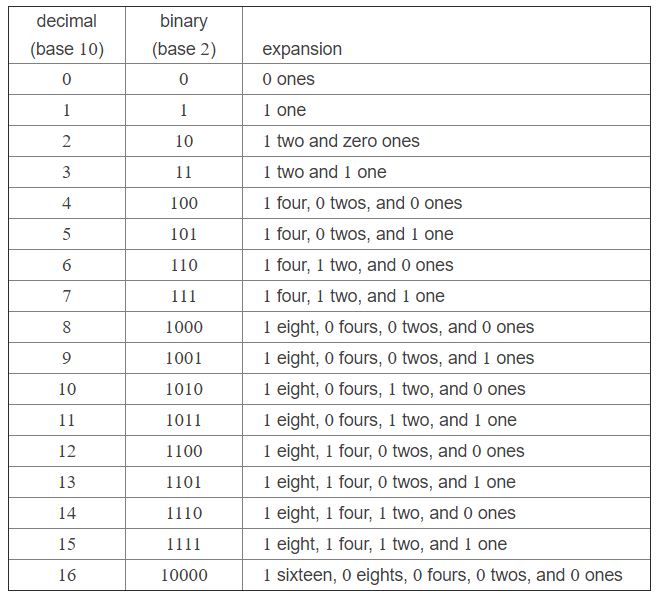 decimal binary
(base 10) (base 2) expansion
0 0 0 ones
1 1 1 one
2 10 1 two and zero ones
3 11 1 two and 1 one
4 100 1 four, 0 twos, and 0 ones
5 101 1 four, 0 twos, and 1 one
6 110 1 four, 1 two, and 0 ones
7 111 1 four, 1 two, and 1 one
8 1000 1 eight, 0 fours, 0 twos, and 0 ones
9 1001 1 eight, 0 fours, 0 twos, and 1 ones
10 1010 1 eight, 0 fours, 1 two, and 0 ones
11 1011 1 eight, 0 fours, 1 two, and 1 one
12 1100 1 eight, 1 four, 0 twos, and 0 ones
13 1101 1 eight, 1 four, 0 twos, and 1 one
14 1110 1 eight, 1 four, 1 two, and 0 ones
15 1111 1 eight, 1 four, 1 two, and 1 one
16 10000 1 sixteen, 0 eights, 0 fours, 0 twos, and 0 ones